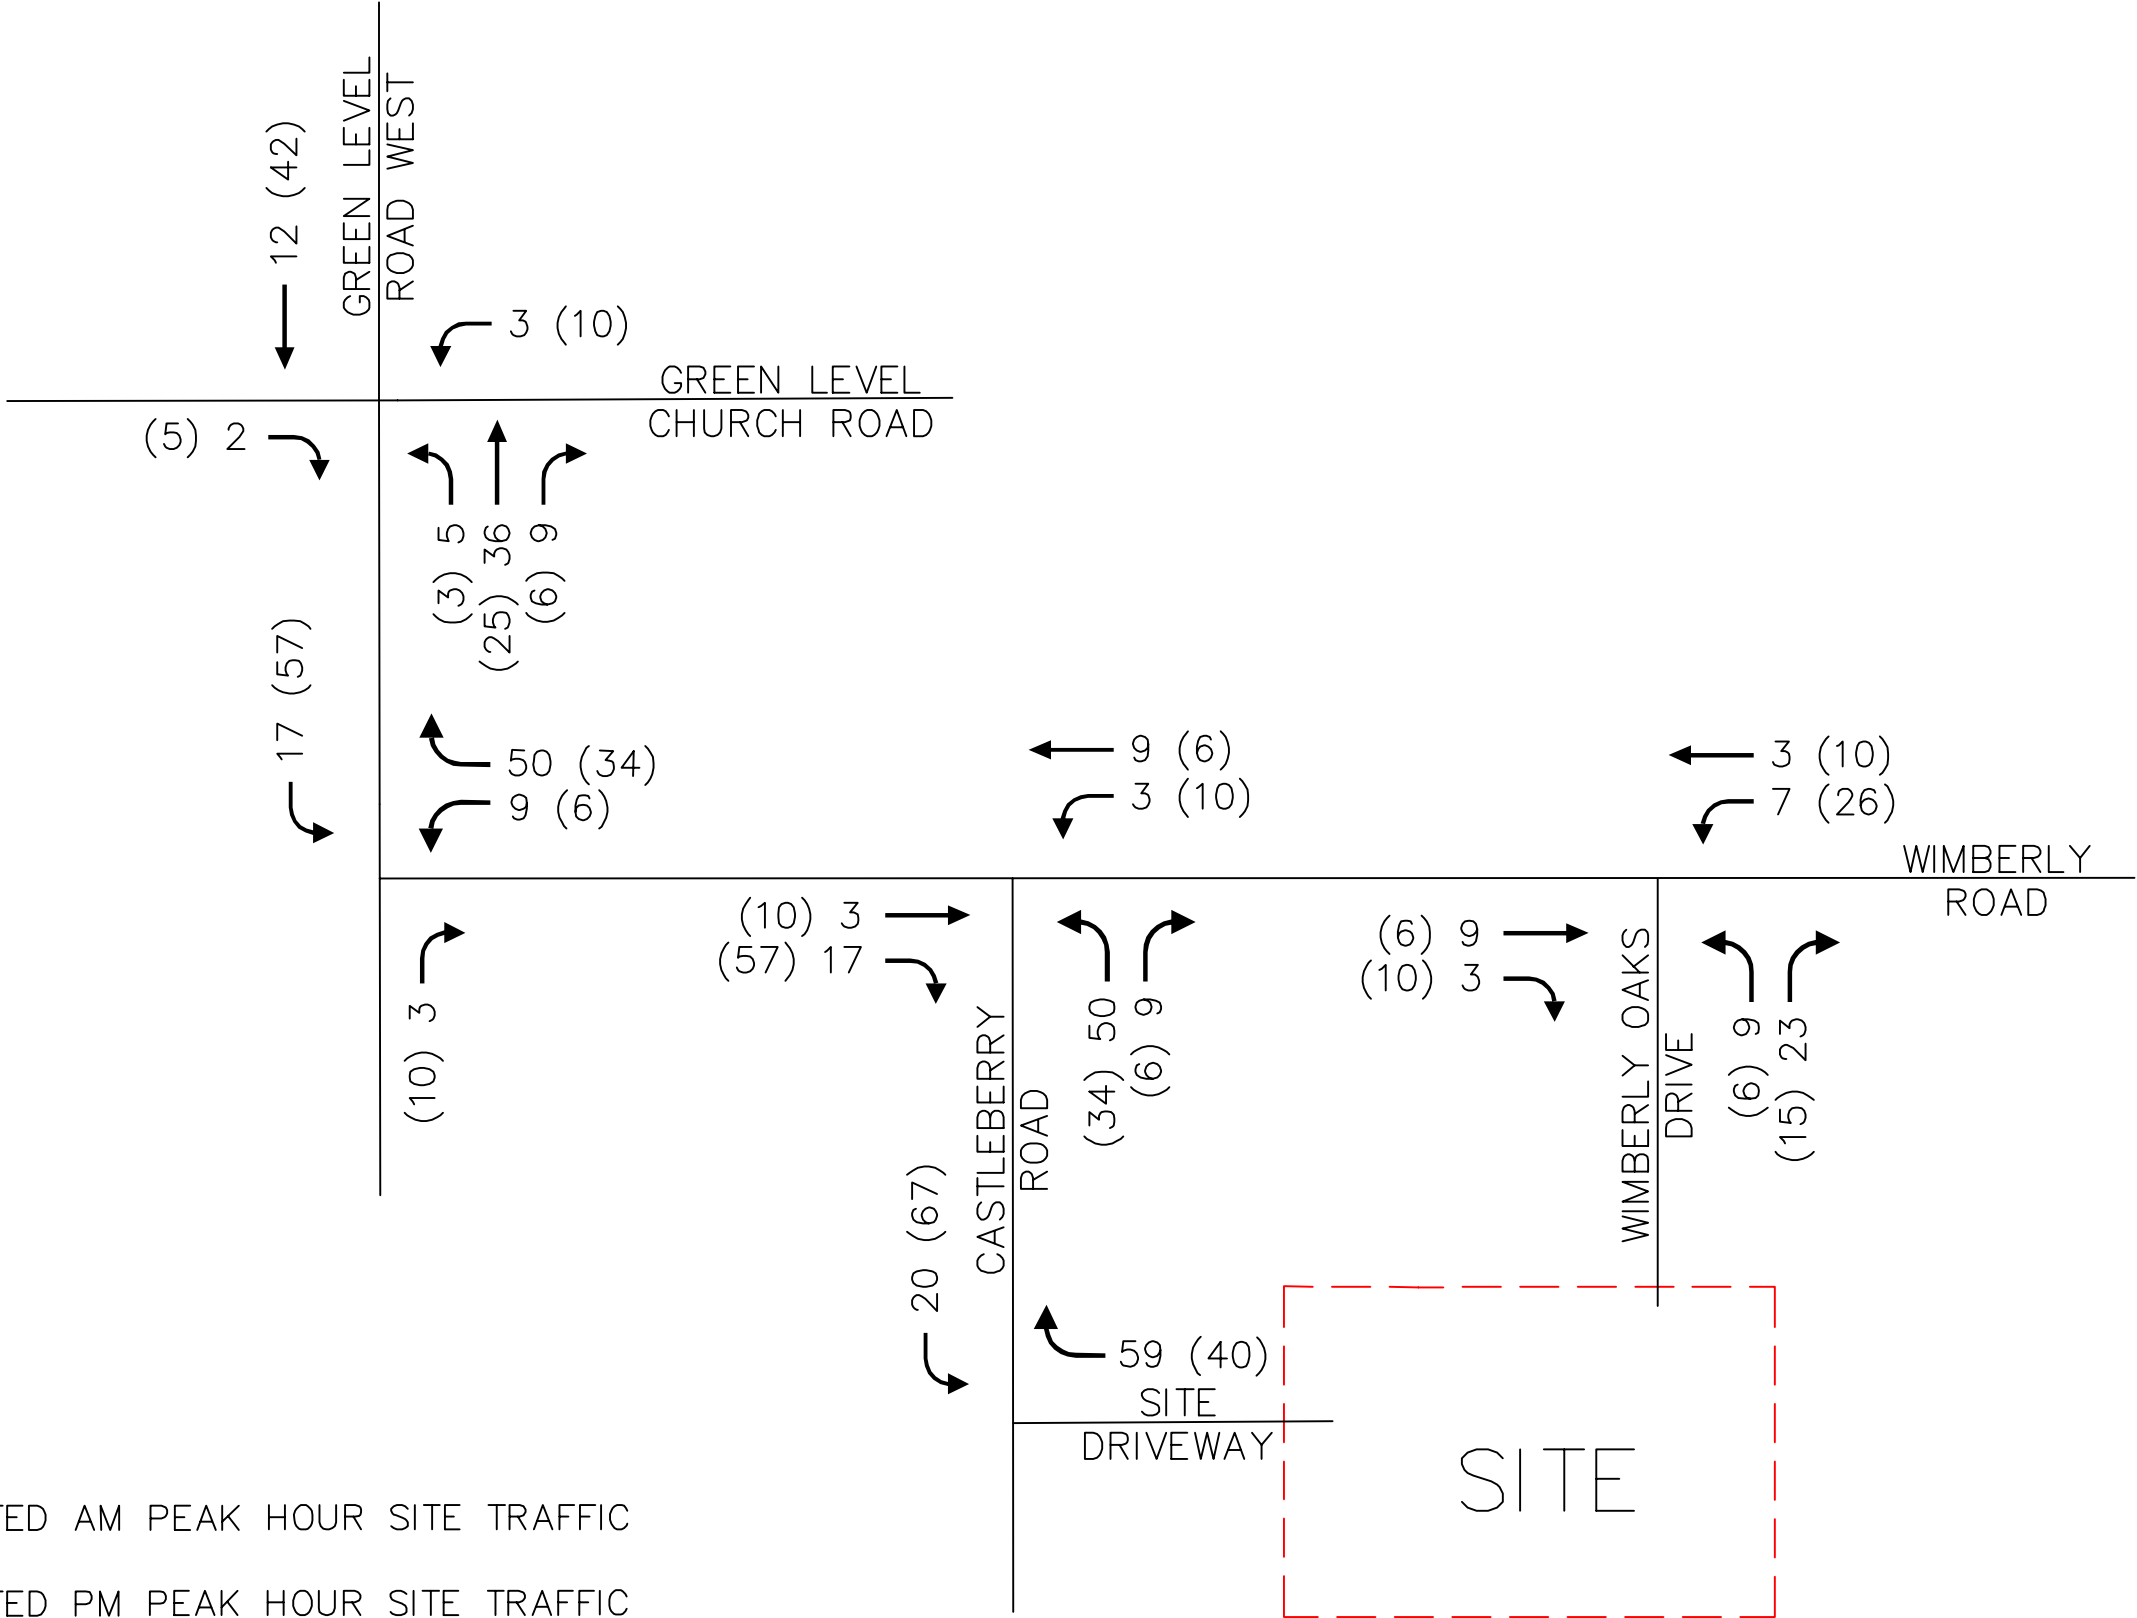 12 (42)
GREEN LEVEL
ROAD WEST
3 (10)
GREEN LEVEL
CHURCH ROAD
(5) 2
(3) 5
(25) 36
(6) 9
17 (57)
50 (34)
9 (6)
9 (6)
3 (10)
3 (10)
7 (26)
WIMBERLY
ROAD
(10) 3
(10) 3
(57) 17
(34) 50
(6) 9
(6) 9
(10) 3
WIMBERLY OAKS
DRIVE
(6) 9
(15) 23
CASTLEBERRY
ROAD
20 (67)
59 (40)
SITE
DRIVEWAY
SITE
TED AM PEAK HOUR SITE TRAFFIC
TED PM PEAK HOUR SITE TRAFFIC